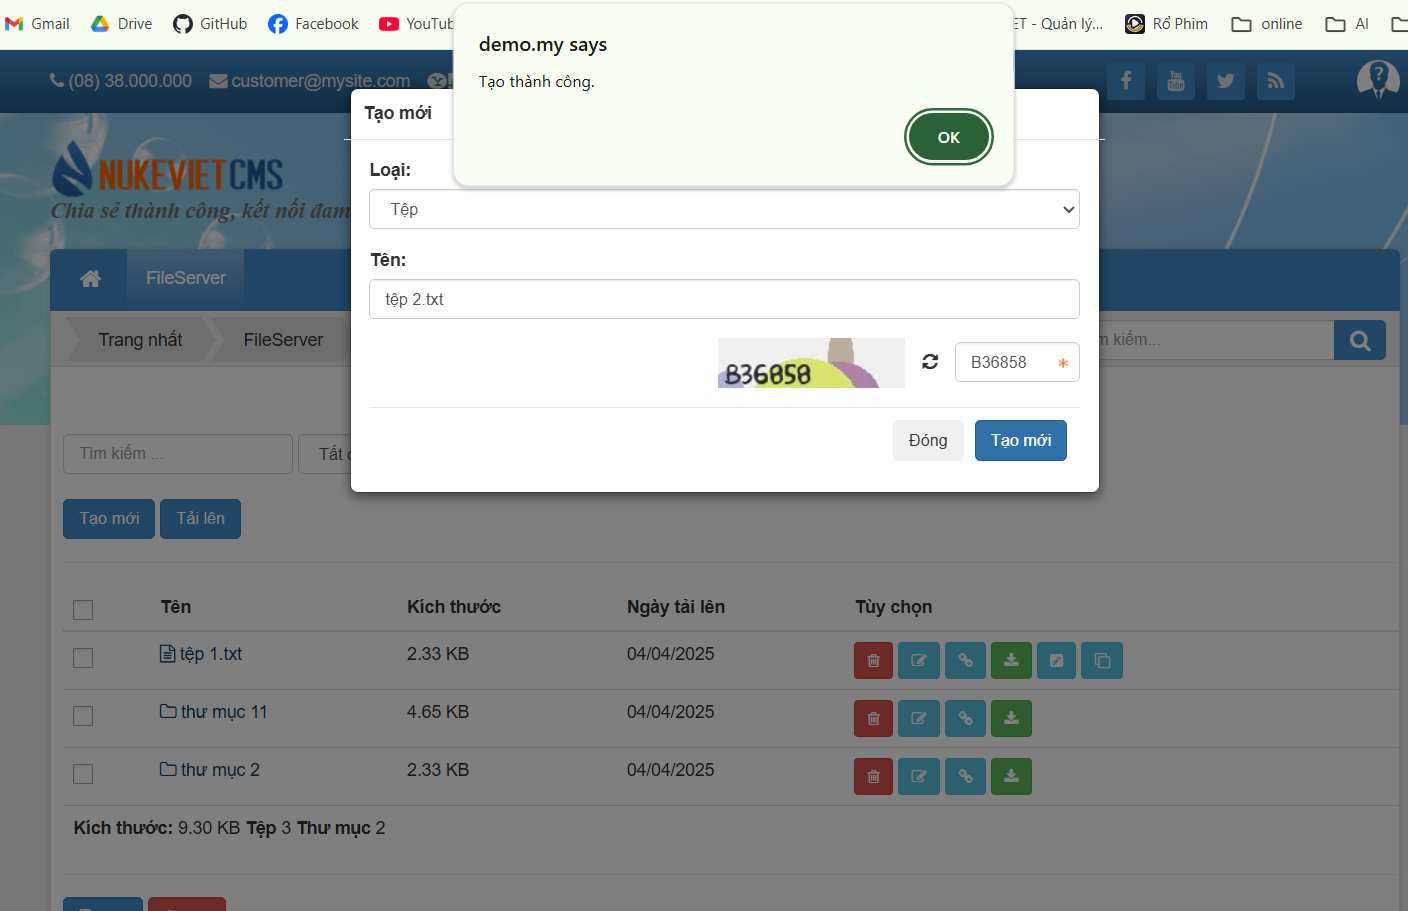 Gmail Drive GitHub Facebook YouTub ET - Quản lý... Rổ Phim online AI
demo.my says
Tạo thành công.
OK
(08) 38.000.000 customer@mysite.com
NUKEVIET CMS
Chia sẻ thành công, kết nối đam
Tạo mới
Loại:
Tệp
Tên:
tệp 2.txt
B36858 B36858 *
Đóng Tạo mới
FileServer
Trang nhất FileServer m kiếm...
Tìm kiếm ... Tất
Tạo mới Tải lên
Tên Kích thước Ngày tải lên Tùy chọn
tệp 1.txt 2.33 KB 04/04/2025
thư mục 11 4.65 KB 04/04/2025
thư mục 2 2.33 KB 04/04/2025
Kích thước: 9.30 KB Tệp 3 Thư mục 2